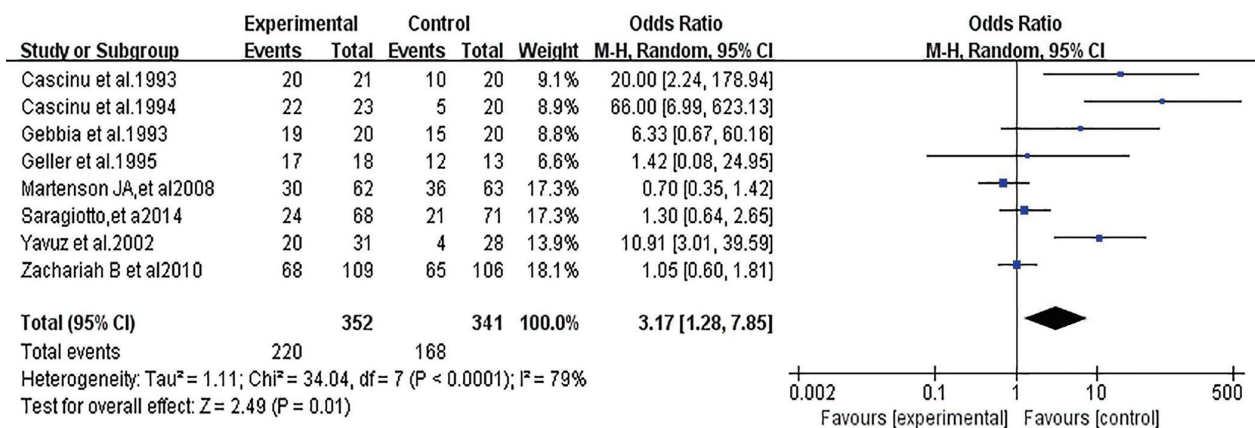 Experimental Control Odds Ratio Odds Ratio
Study or Subgroup Events Total Events Total Weight M-H, Random, 95% CI M-H, Random, 95% CI
Cascinu et al.1993 20 21 10 20 9.1% 20.00 [2.24, 178.94]
Cascinu et al.1994 22 23 5 20 8.9% 66.00 [6.99, 623.13]
Gebbia et al.1993 19 20 15 20 8.8% 6.33 [0.67, 60.16]
Geller et al.1995 17 18 12 13 6.6% 1.42 [0.08, 24.95]
Martenson JA,et al2008 30 62 36 63 17.3% 0.70 [0.35, 1.42]
Saragiotto,et a2014 24 68 21 71 17.3% 1.30 [0.64, 2.65]
Yavuz et al.2002 20 31 4 28 13.9% 10.91 [3.01, 39.59]
Zachariah B et al2010 68 109 65 106 18.1% 1.05 [0.60, 1.81]
Total (95% CI) 352 341 100.0% 3.17 [1.28, 7.85]
Total events 220 168
Heterogeneity: Tau² = 1.11; Chi² = 34.04, df = 7 (P < 0.0001); I² = 79%
Test for overall effect: Z = 2.49 (P = 0.01)
0.002 0.1 1 10 500
Favours [experimental] Favours [control]